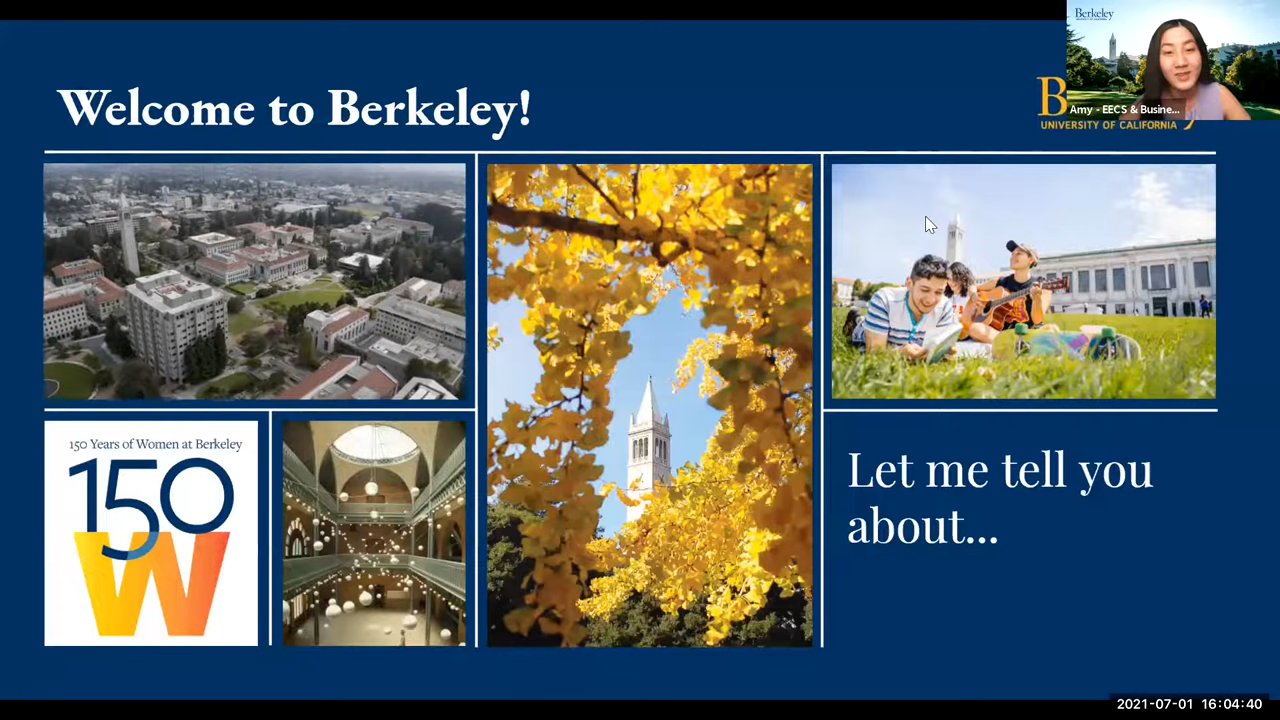 Berkeley
Welcome to Berkeley!
B
Amy - EECS & Busine...
UNIVERSITY OF CALIFORNIA
150 Years of Women at Berkeley
150
W
Let me tell you
about...
2021-07-01 16:04:40